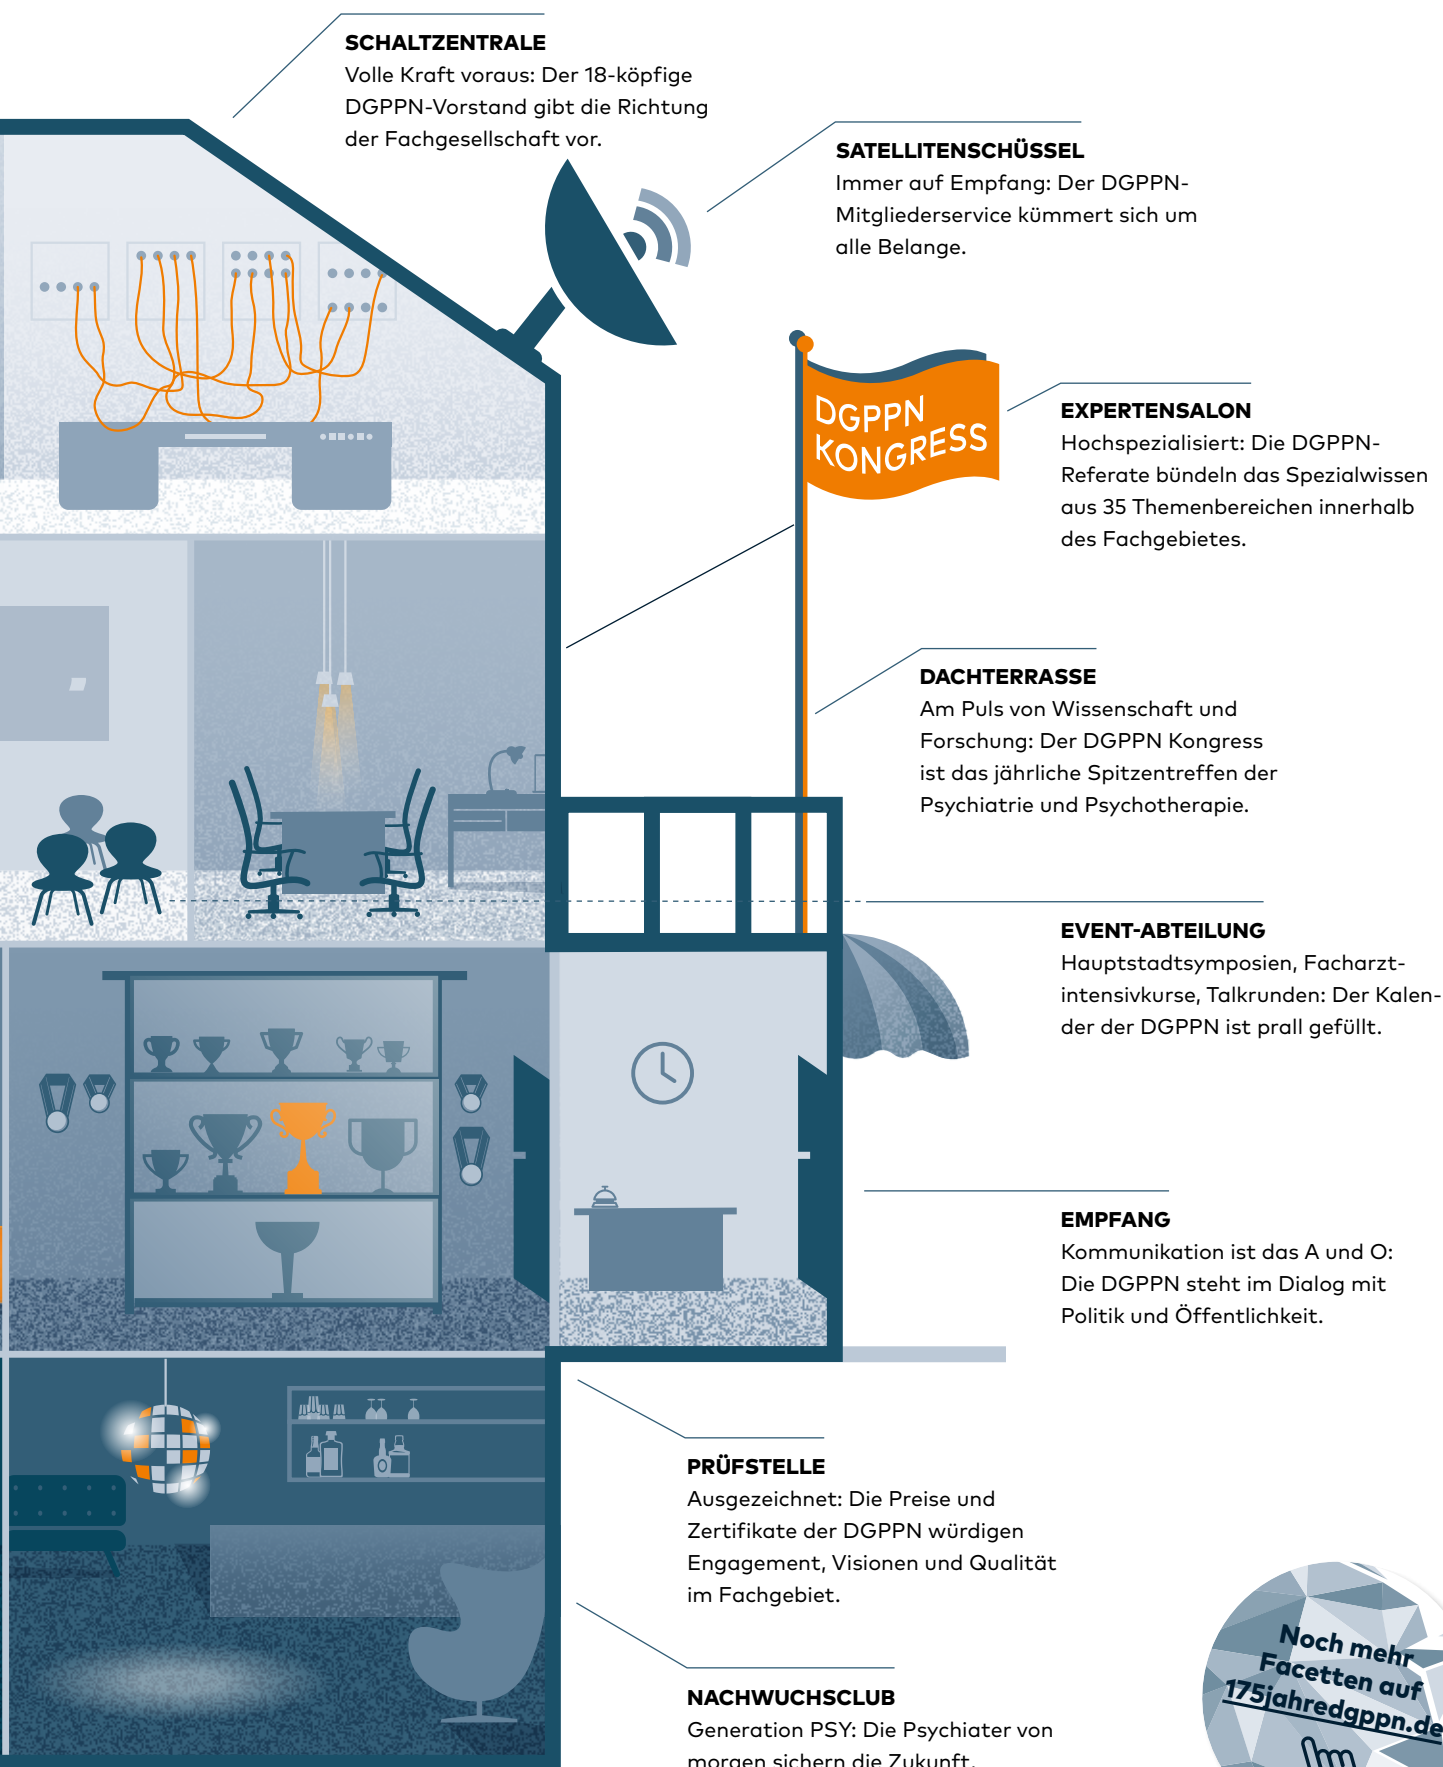 SCHALTZENTRALE
Volle Kraft voraus: Der 18-köpfige
DGPPN-Vorstand gibt die Richtung
der Fachgesellschaft vor.
SATELLITENSCHÜSSEL
Immer auf Empfang: Der DGPPN-
Mitgliederservice kümmert sich um
alle Belange.
DGPPN
KONGRESS
EXPERTENSALON
Hochspezialisiert: Die DGPPN-
Referate bündeln das Spezialwissen
aus 35 Themenbereichen innerhalb
des Fachgebietes.
DACHTERRASSE
Am Puls von Wissenschaft und
Forschung: Der DGPPN Kongress
ist das jährliche Spitzentreffen der
Psychiatrie und Psychotherapie.
EVENT-ABTEILUNG
Hauptstadtsymposien, Facharzt-
intensivkurse, Talkrunden: Der Kalen-
der der DGPPN ist prall gefüllt.
EMPFANG
Kommunikation ist das A und O:
Die DGPPN steht im Dialog mit
Politik und Öffentlichkeit.
PRÜFSTELLE
Ausgezeichnet: Die Preise und
Zertifikate der DGPPN würdigen
Engagement, Visionen und Qualität
im Fachgebiet.
NACHWUCHSCLUB
Generation PSY: Die Psychiater von
morgen sichern die Zukunft.
Noch mehr
Facetten auf
175jahredgppn.de